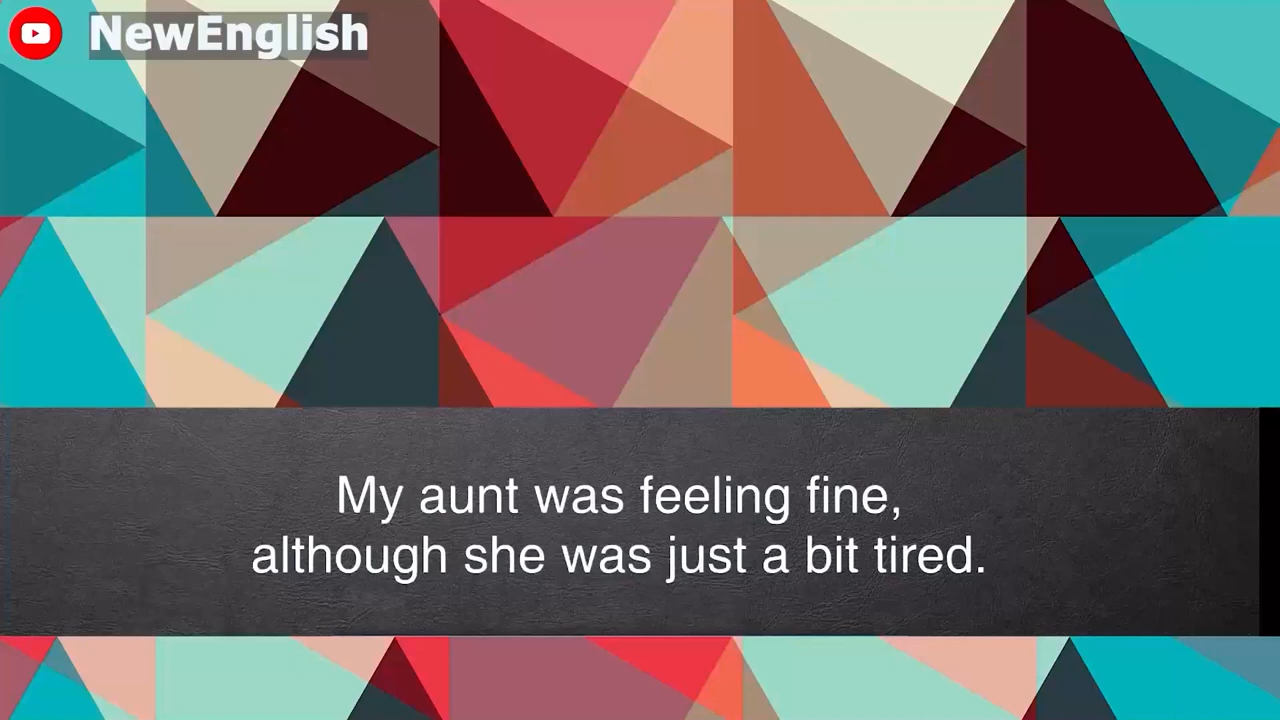 NewEnglish
My aunt was feeling fine,
although she was just a bit tired.